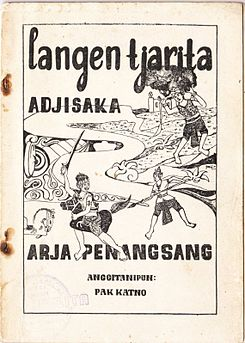 langen tjarita
ADJISAKA
ARJA PENANGSANG
ANGGITANIPUN:
PAK KATNO